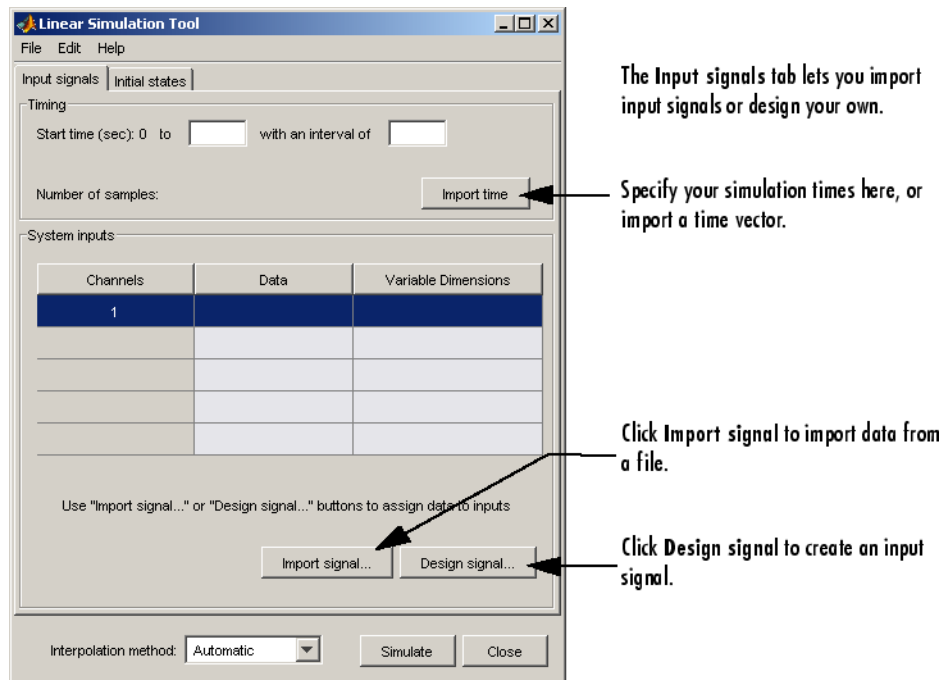 Linear Simulation Tool
File Edit Help
Input signals Initial states
Timing
Start time (sec): 0 to with an interval of
Number of samples:
Import time
System inputs
Channels Data Variable Dimensions
1
Use "Import signal..." or "Design signal..." buttons to assign data to inputs
Import signal... Design signal...
Interpolation method: Automatic Simulate Close
The Input signals tab lets you import
input signals or design your own.
Specify your simulation times here, or
import a time vector.
Click Import signal to import data from
a file.
Click Design signal to create an input
signal.